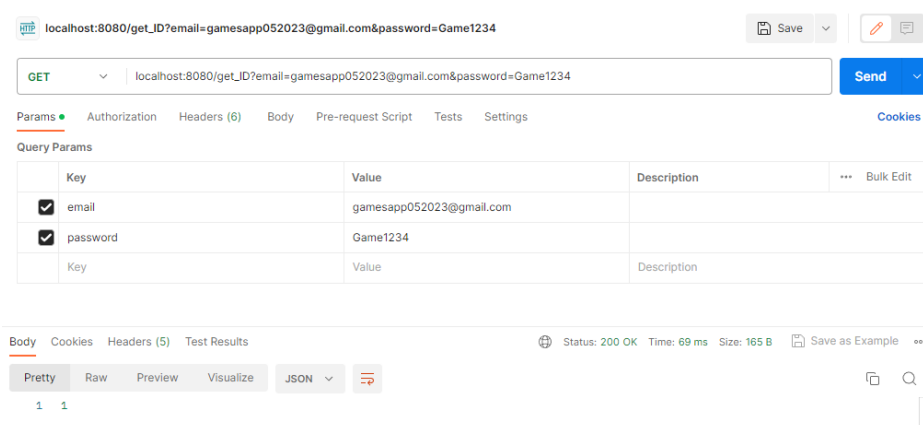 HTTP localhost:8080/get_ID?email=gamesapp052023@gmail.com&password=Game1234 Save
GET localhost:8080/get_ID?email=gamesapp052023@gmail.com&password=Game1234 Send
Params Authorization Headers (6) Body Pre-request Script Tests Settings Cookies
Query Params
Key Value Description ••• Bulk Edit
email gamesapp052023@gmail.com
password Game1234
Key Value Description
Body Cookies Headers (5) Test Results Status: 200 OK Time: 69 ms Size: 165 B Save as Example
Pretty Raw Preview Visualize JSON
1 1